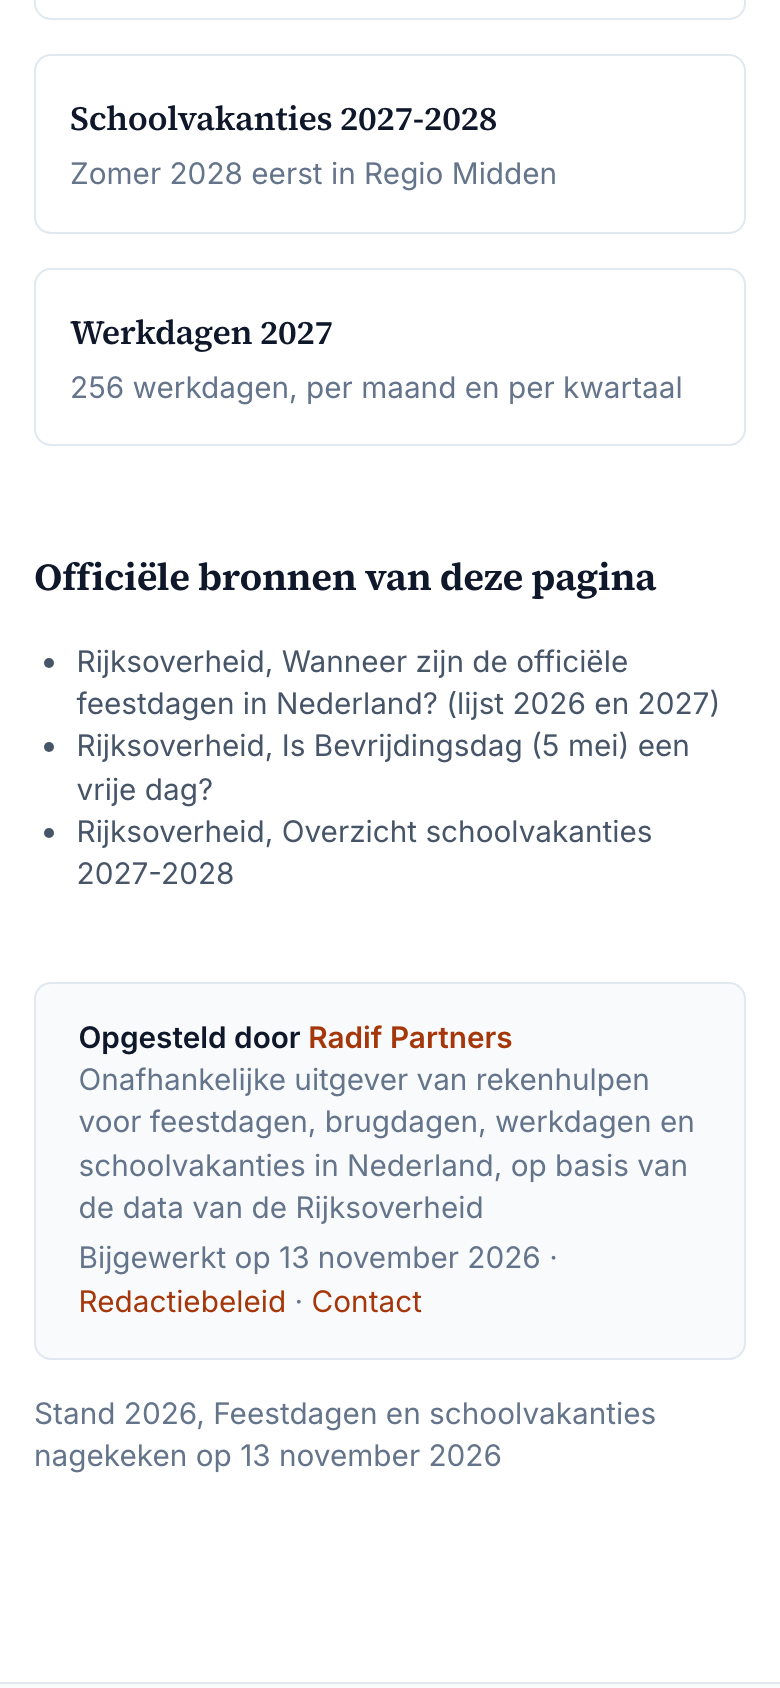 Schoolvakanties 2027-2028
Zomer 2028 eerst in Regio Midden
Werkdagen 2027
256 werkdagen, per maand en per kwartaal
Officiële bronnen van deze pagina
• Rijksoverheid, Wanneer zijn de officiële
feestdagen in Nederland? (lijst 2026 en 2027)
• Rijksoverheid, Is Bevrijdingsdag (5 mei) een
vrije dag?
• Rijksoverheid, Overzicht schoolvakanties
2027-2028
Opgesteld door Radif Partners
Onafhankelijke uitgever van rekenhulpen
voor feestdagen, brugdagen, werkdagen en
schoolvakanties in Nederland, op basis van
de data van de Rijksoverheid
Bijgewerkt op 13 november 2026 ·
Redactiebeleid · Contact
Stand 2026, Feestdagen en schoolvakanties
nagekeken op 13 november 2026